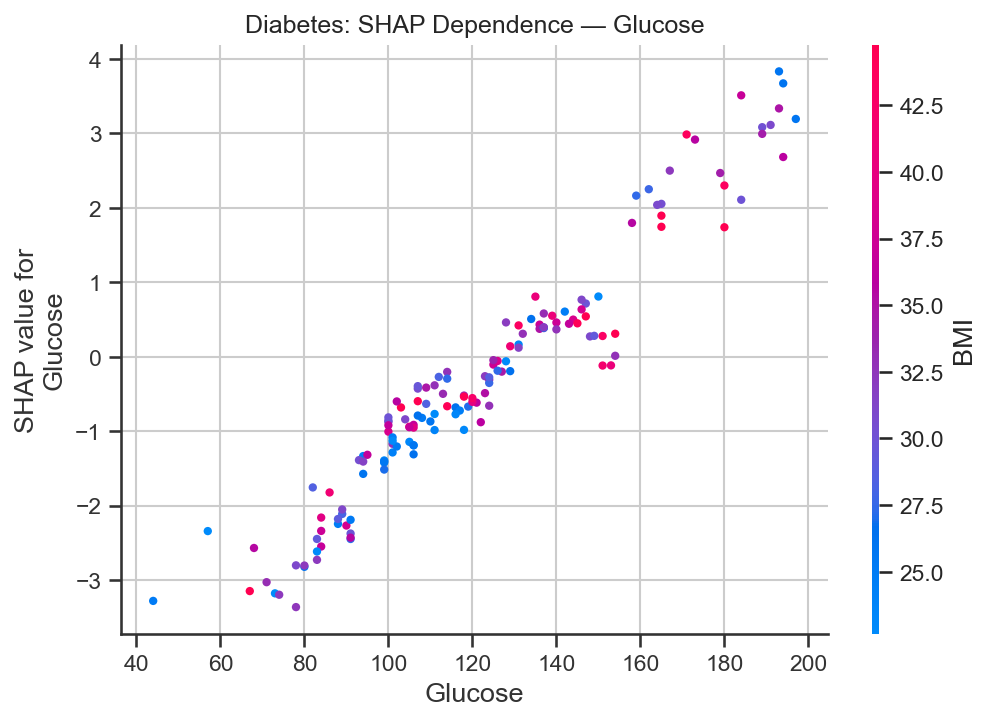 Diabetes: SHAP Dependence — Glucose
4
3
2
1
0
−1
−2
−3
SHAP value for
Glucose
40 60 80 100 120 140 160 180 200
Glucose
42.5
40.0
37.5
35.0
32.5
30.0
27.5
25.0
BMI